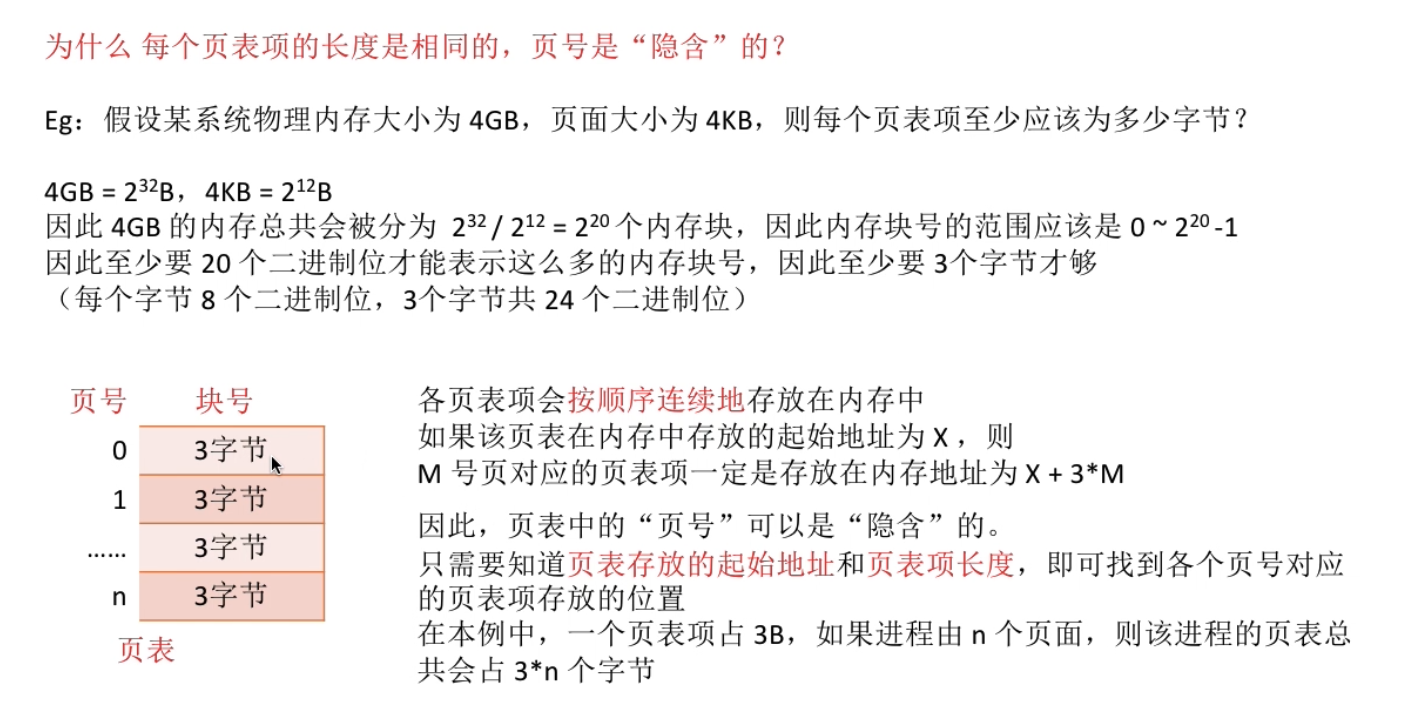 为什么 每个页表项的长度是相同的，页号是“隐含”的？
Eg：假设某系统物理内存大小为 4GB，页面大小为 4KB，则每个页表项至少应该为多少字节？
4GB = 2³²B，4KB = 2¹²B
因此 4GB 的内存总共会被分为 2³² / 2¹² = 2²⁰ 个内存块，因此内存块号的范围应该是 0 ~ 2²⁰ -1
因此至少要 20 个二进制位才能表示这么多的内存块号，因此至少要 3个字节才够
（每个字节 8 个二进制位，3个字节共 24 个二进制位）
页号 块号
0 3字节
1 3字节
…… 3字节
n 3字节
页表
各页表项会按顺序连续地存放在内存中
如果该页表在内存中存放的起始地址为 X ，则
M 号页对应的页表项一定是存放在内存地址为 X + 3*M
因此，页表中的“页号”可以是“隐含”的。
只需要知道页表存放的起始地址和页表项长度，即可找到各个页号对应
的页表项存放的位置
在本例中，一个页表项占 3B，如果进程由 n 个页面，则该进程的页表总
共会占 3*n 个字节